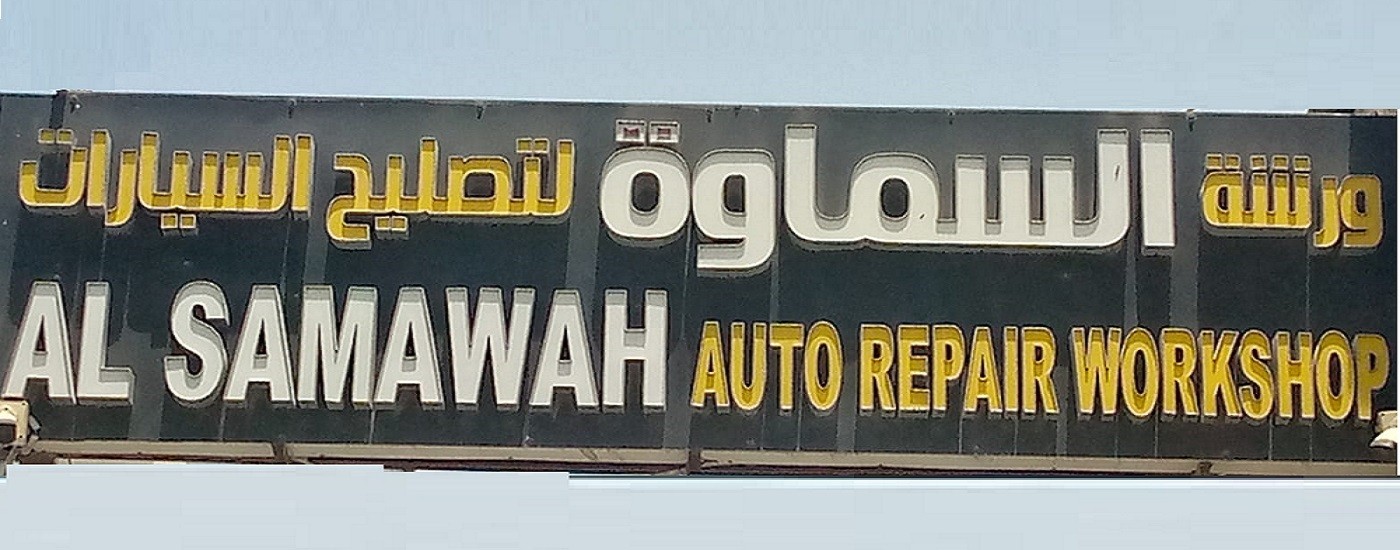 ورشة السماوة لتصليح السيارات
AL SAMAWAH AUTO REPAIR WORKSHOP